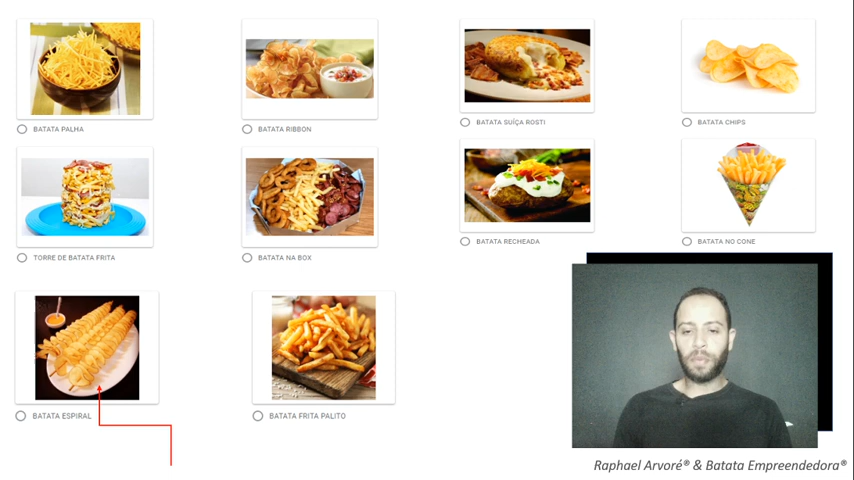 BATATA PALHA
BATATA RIBBON
BATATA SUÍÇA ROSTI
BATATA CHIPS
TORRE DE BATATA FRITA
BATATA NA BOX
BATATA RECHEADA
BATATA NO CONE
BATATA ESPIRAL
BATATA FRITA PALITO
Raphael Arvoré® & Batata Empreendedora®